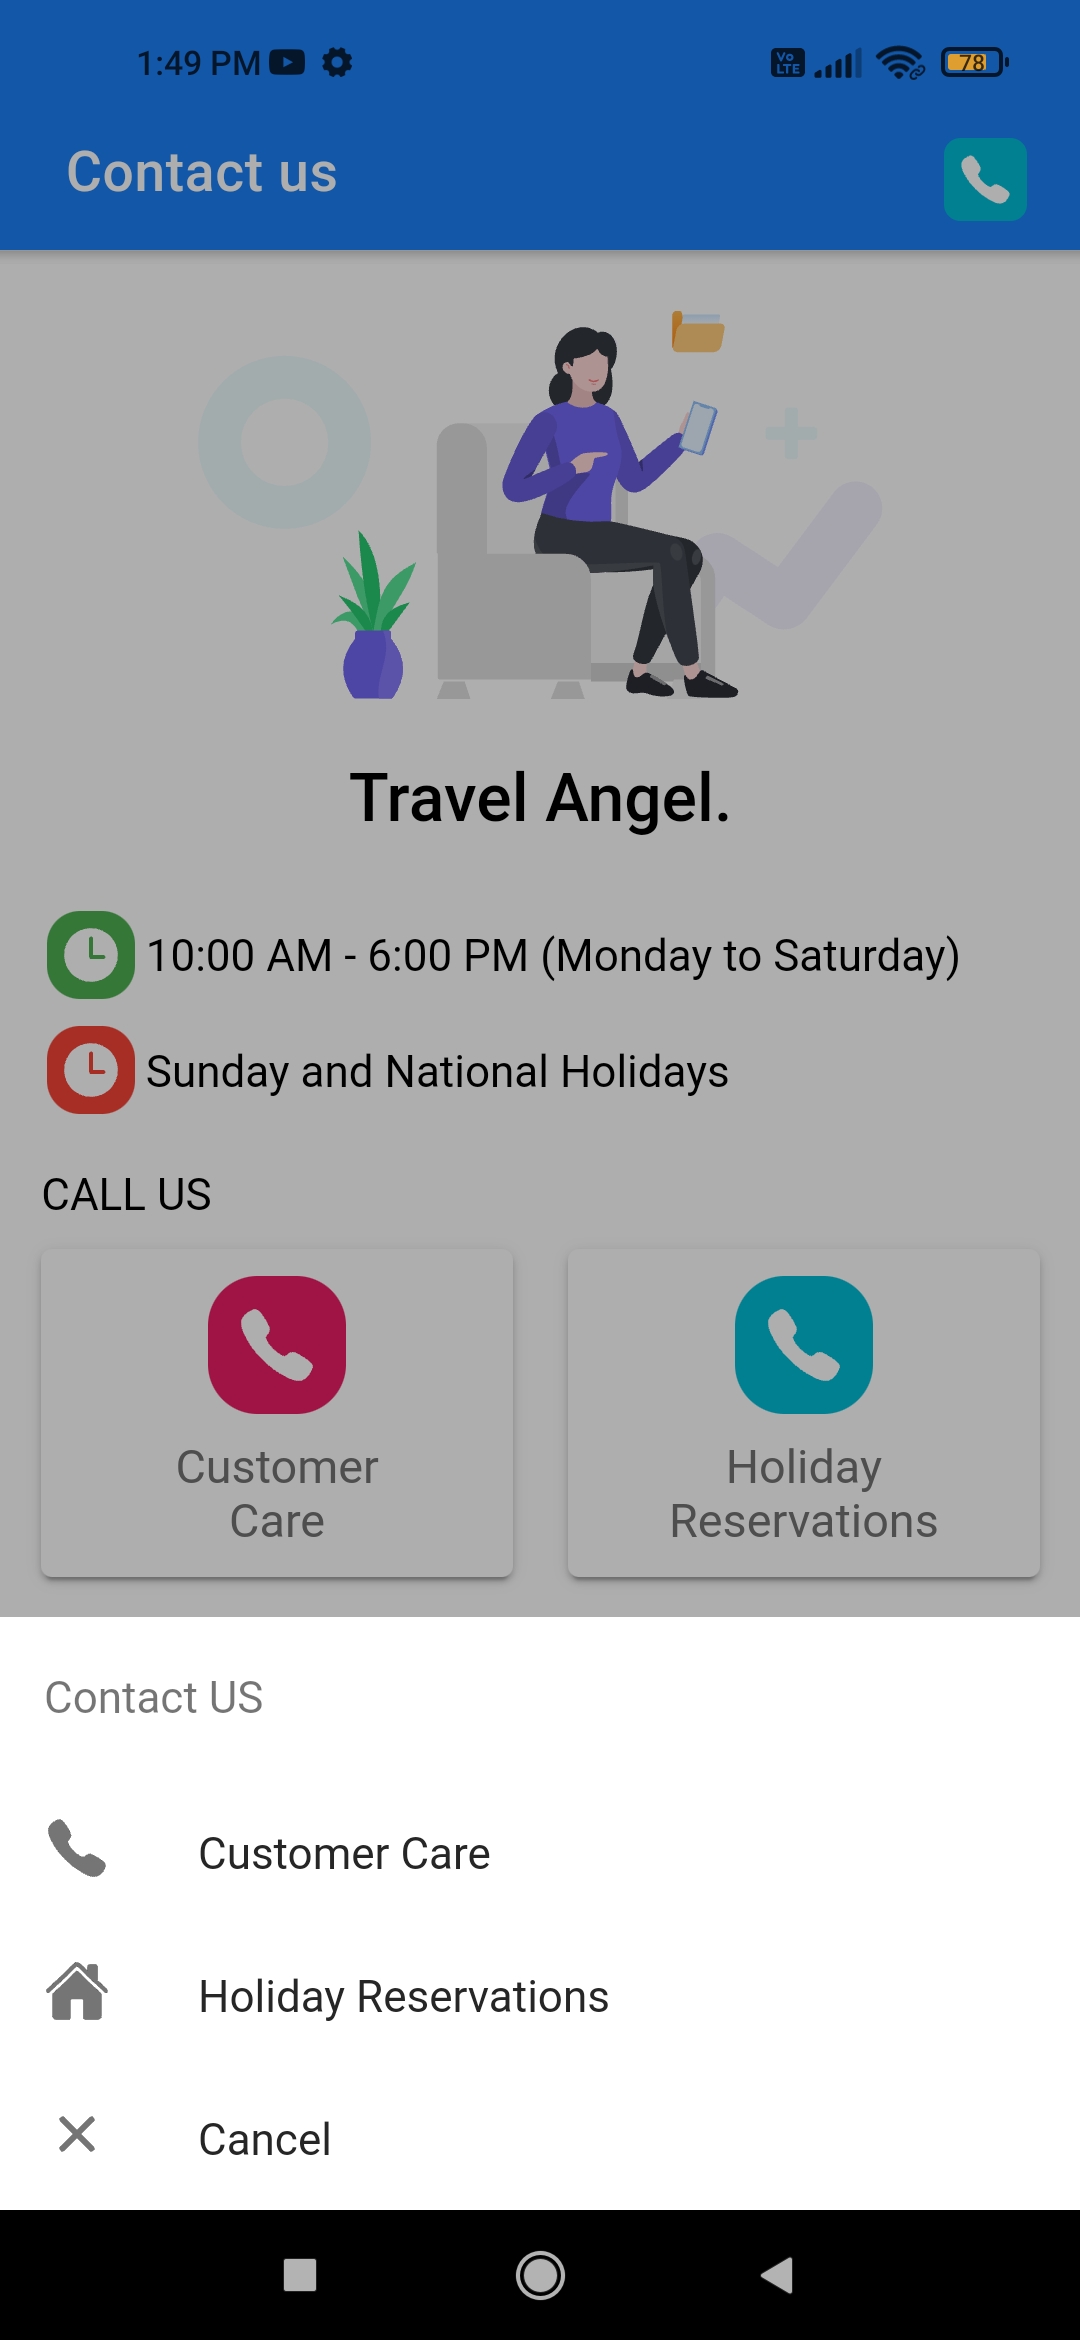 1:49 PM
Vo
LTE
78
Contact us
Travel Angel.
10:00 AM - 6:00 PM (Monday to Saturday)
Sunday and National Holidays
CALL US
Customer
Care
Holiday
Reservations
Contact US
Customer Care
Holiday Reservations
Cancel